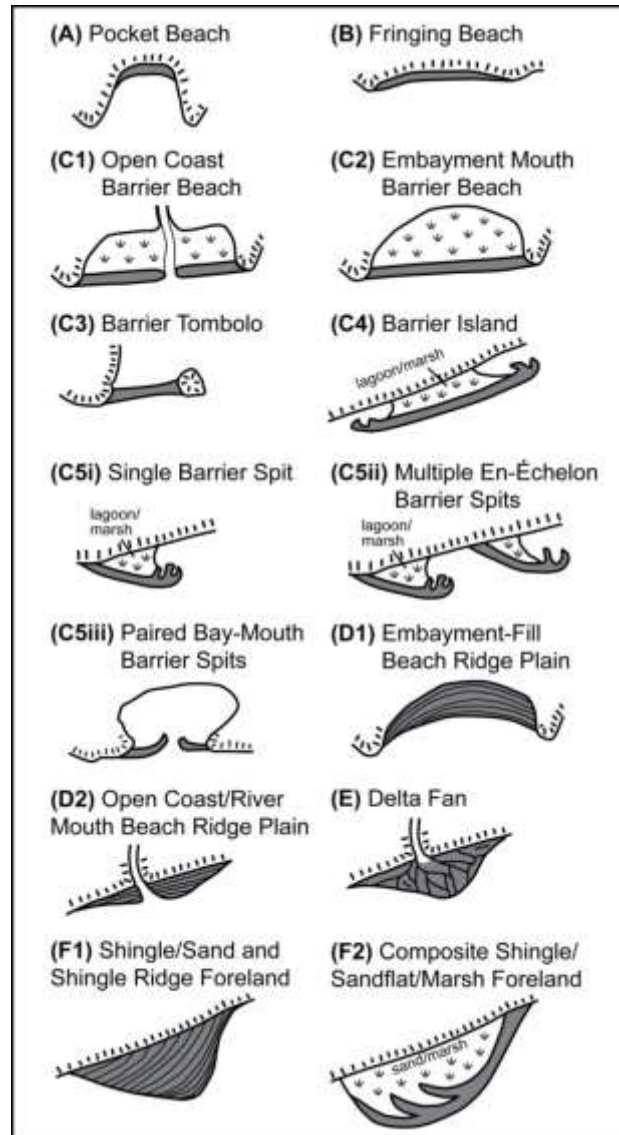 (A) Pocket Beach
(B) Fringing Beach
(C1) Open Coast
Barrier Beach
(C2) Embayment Mouth
Barrier Beach
(C3) Barrier Tombolo
(C4) Barrier Island
lagoon/marsh
(C5i) Single Barrier Spit
lagoon/
marsh
(C5ii) Multiple En-Échelon
Barrier Spits
lagoon/
marsh
(C5iii) Paired Bay-Mouth
Barrier Spits
(D1) Embayment-Fill
Beach Ridge Plain
(D2) Open Coast/River
Mouth Beach Ridge Plain
(E) Delta Fan
(F1) Shingle/Sand and
Shingle Ridge Foreland
(F2) Composite Shingle/
Sandflat/Marsh Foreland
sand/marsh